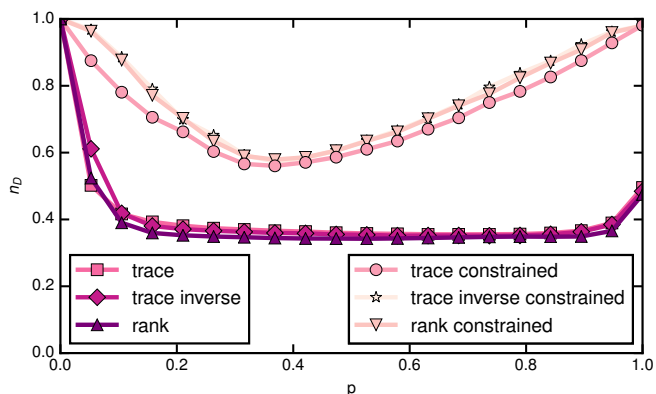 1.0
0.8
0.6
0.4
0.2
0.0
n_D
trace
trace inverse
rank
trace constrained
trace inverse constrained
rank constrained
0.0 0.2 0.4 0.6 0.8 1.0
p